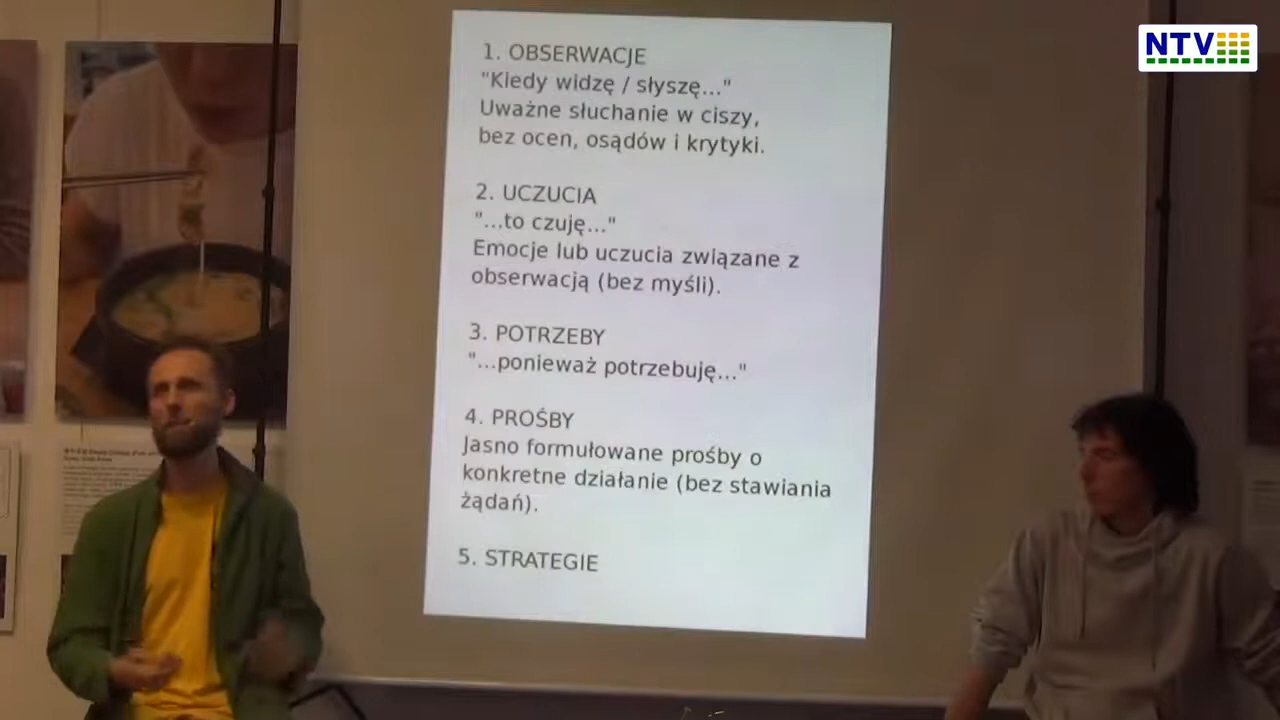 NTV
1. OBSERWACJE
"Kiedy widzę / słyszę..."
Uważne słuchanie w ciszy,
bez ocen, osądów i krytyki.
2. UCZUCIA
"...to czuję..."
Emocje lub uczucia związane z
obserwacją (bez myśli).
3. POTRZEBY
"...ponieważ potrzebuję..."
4. PROŚBY
Jasno formułowane prośby o
konkretne działanie (bez stawiania
żądań).
5. STRATEGIE